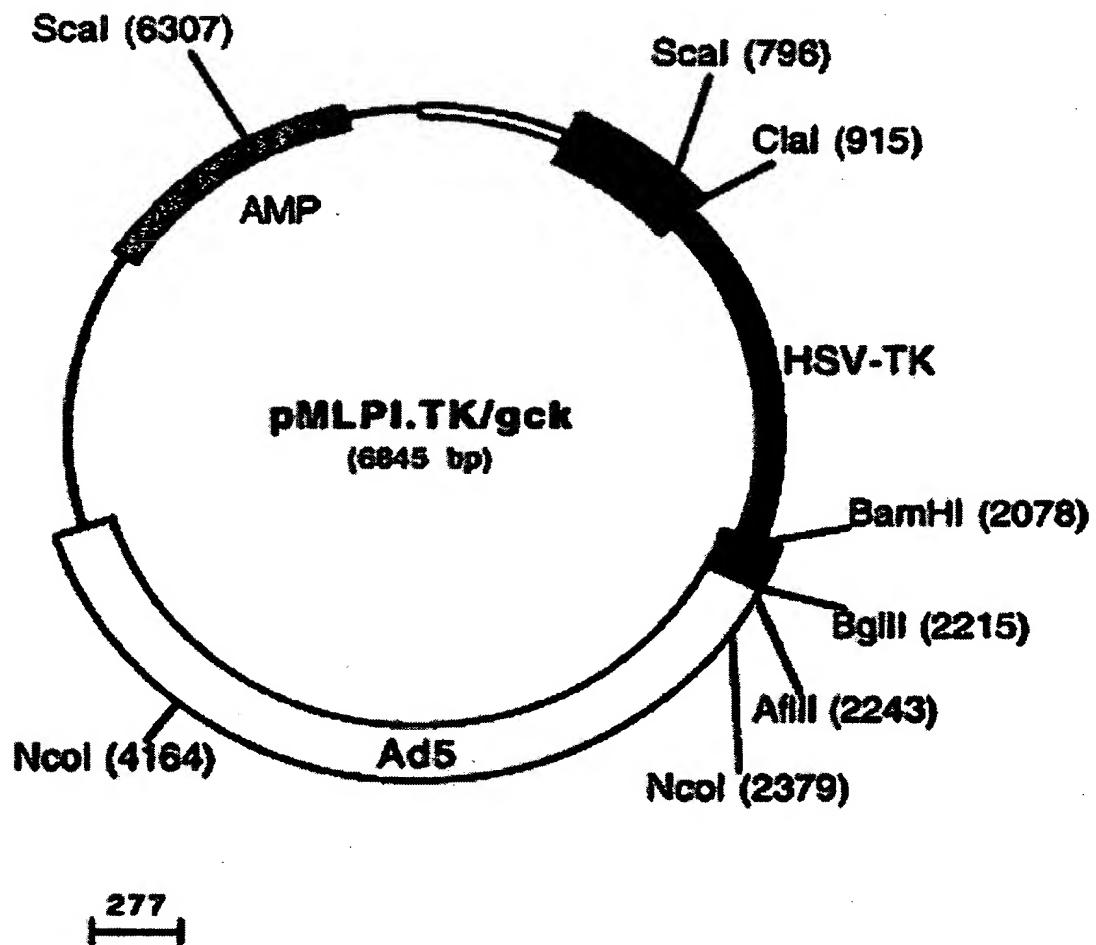 ScaI (6307)
ScaI (796)
ClaI (915)
AMP
HSV-TK
pMLPI.TK/gck
(6845 bp)
BamHI (2078)
BglII (2215)
AflII (2243)
NcoI (4164)
Ad5
NcoI (2379)
277